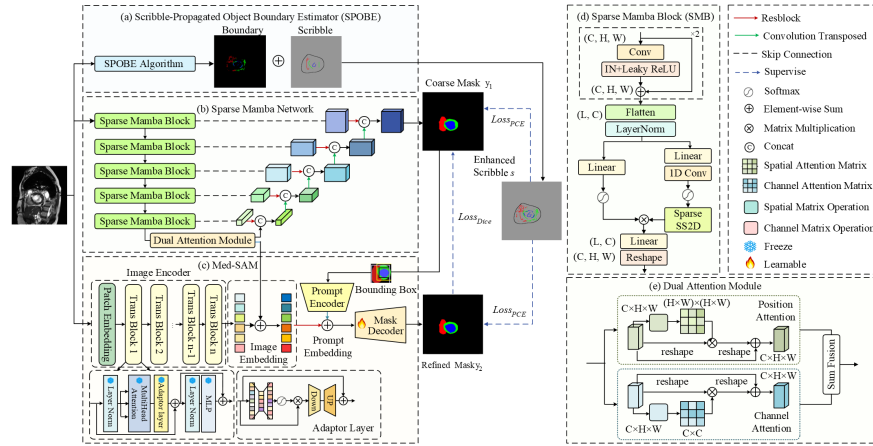 (a) Scribble-Propagated Object Boundary Estimator (SPOBE)
Boundary
Scribble
SPOBE Algorithm
(b) Sparse Mamba Network
Sparse Mamba Block
Sparse Mamba Block
Sparse Mamba Block
Sparse Mamba Block
Sparse Mamba Block
Dual Attention Module
C
C
C
C
Coarse Mask y1
LossPCE
Enhanced
Scribble s
LossDice
LossPCE
Refined Mask y2
(c) Med-SAM
Image Encoder
Patch Embedding
Trans Block 1
Trans Block 2
...
Trans Block n-1
Trans Block n
Image
Embedding
Prompt
Encoder
Bounding Box
Prompt
Embedding
Mask
Decoder
Layer Norm
MultiHead Attention
Adaptor layer
Layer Norm
MLP
Down
UP
Adaptor Layer
(d) Sparse Mamba Block (SMB)
(C, H, W)
×2
Conv
IN+Leaky ReLU
(C, H, W)
Flatten
(L, C)
LayerNorm
Linear
Linear
1D Conv
Sparse
SS2D
(L, C)
Linear
(C, H, W)
Reshape
Resblock
Convolution Transposed
Skip Connection
Supervise
Softmax
Element-wise Sum
Matrix Multiplication
C
Concat
Spatial Attention Matrix
Channel Attention Matrix
Spatial Matrix Operation
Channel Matrix Operation
Freeze
Learnable
(e) Dual Attention Module
C×H×W
(H×W)×(H×W)
Position
Attention
reshape
reshape
C×H×W
reshape
reshape
C×H×W
C×H×W
C×C
Channel
Attention
Sum Fusion